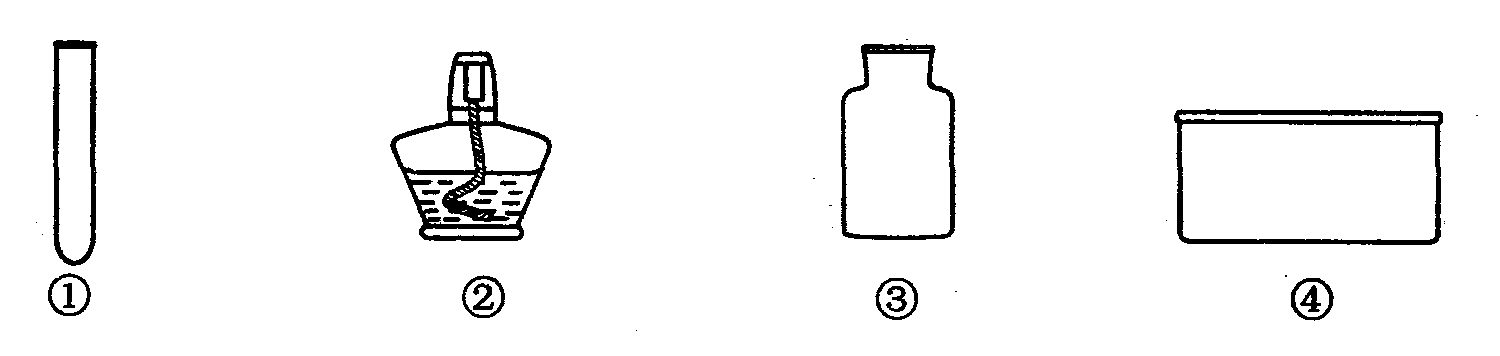 ① ② ③ ④